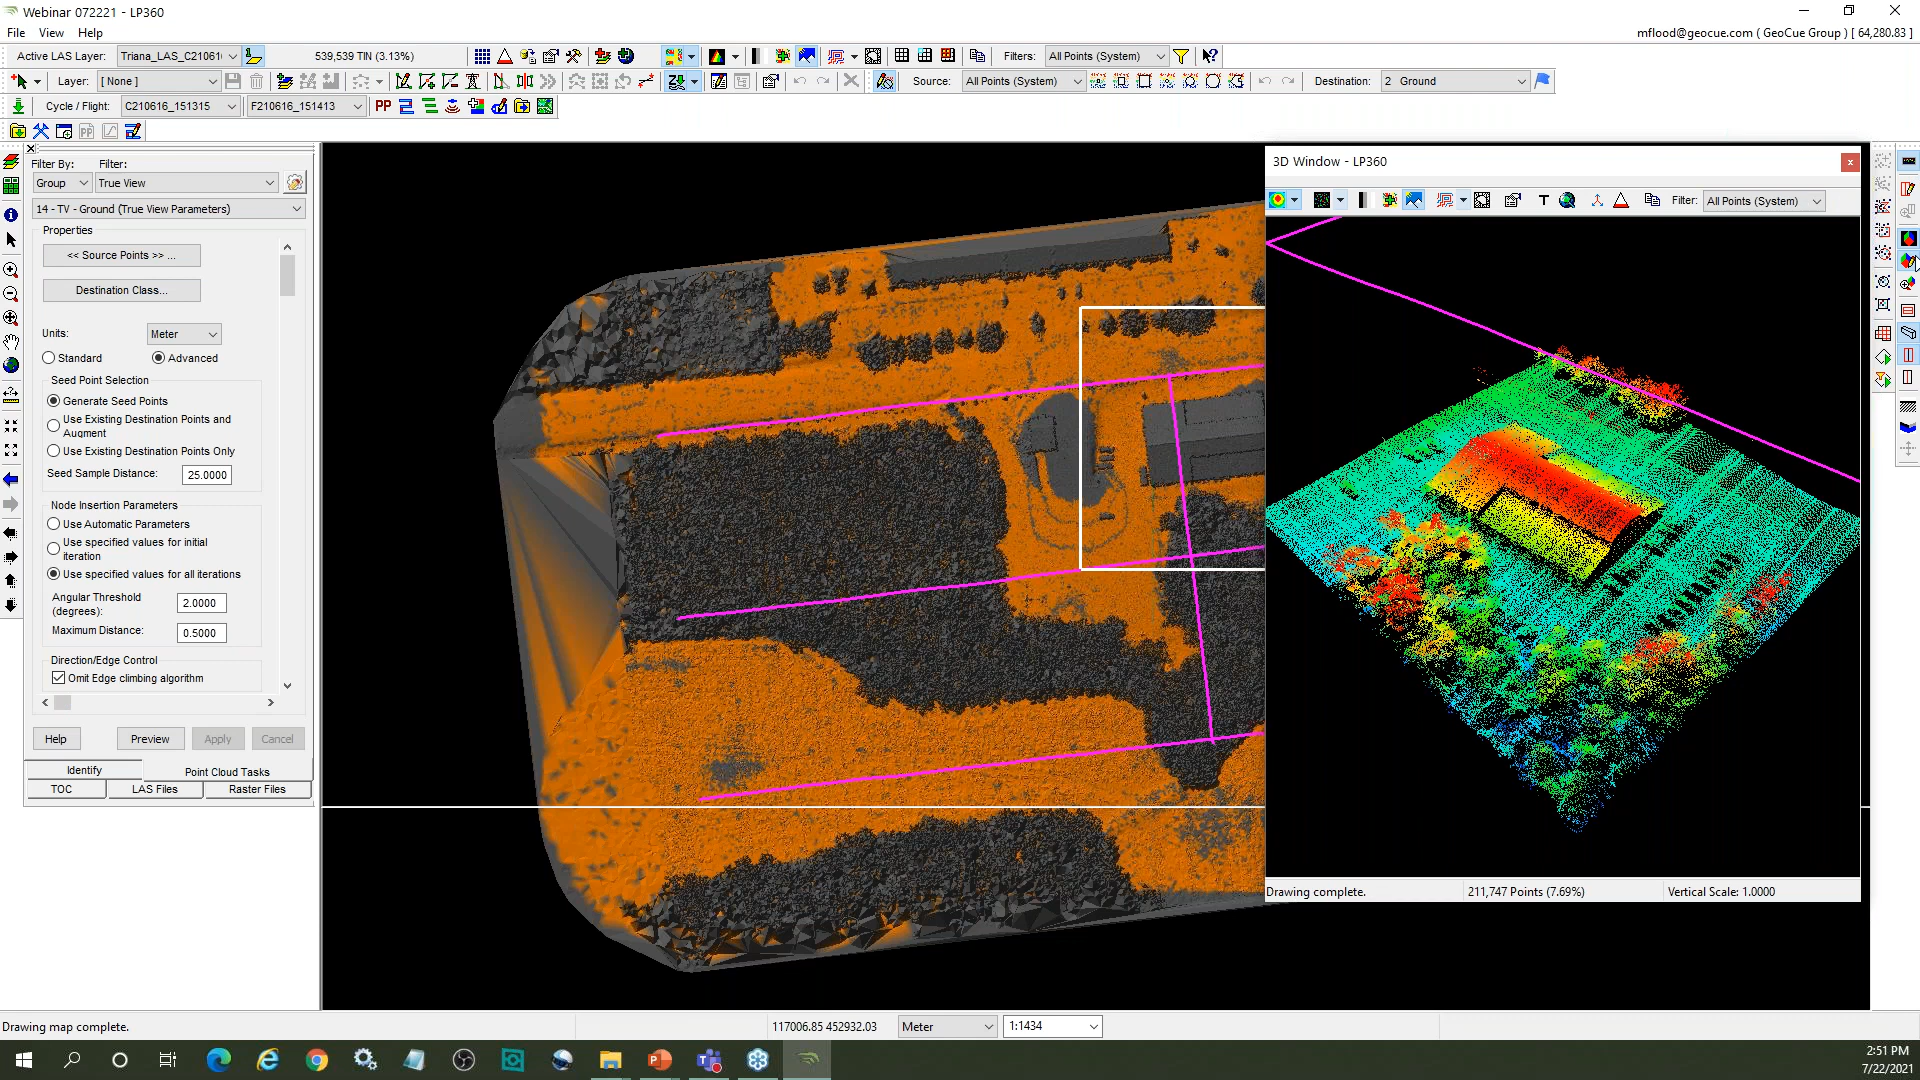 Webinar 072221 - LP360
File View Help
mflood@geocue.com ( GeoCue Group ) [ 64,280.83 ]
Active LAS Layer: Triana_LAS_C21061 539,539 TIN (3.13%) Filters: All Points (System)
Layer: [ None ] Source: All Points (System) Destination: 2 Ground
Cycle / Flight: C210616_151315 F210616_151413 PP
PP
Filter By: Filter:
Group True View
14 - TV - Ground (True View Parameters)
Properties
<< Source Points >> ...
Destination Class...
Units: Meter
Standard Advanced
Seed Point Selection
Generate Seed Points
Use Existing Destination Points and
Augment
Use Existing Destination Points Only
Seed Sample Distance: 25.0000
Node Insertion Parameters
Use Automatic Parameters
Use specified values for initial
iteration
Use specified values for all iterations
Angular Threshold
(degrees): 2.0000
Maximum Distance: 0.5000
Direction/Edge Control
Omit Edge climbing algorithm
Help Preview Apply Cancel
Identify Point Cloud Tasks
TOC LAS Files Raster Files
3D Window - LP360
T Filter: All Points (System)
Drawing complete. 211,747 Points (7.69%) Vertical Scale: 1.0000
Drawing map complete. 117006.85 452932.03 Meter 1:1434
2:51 PM
7/22/2021